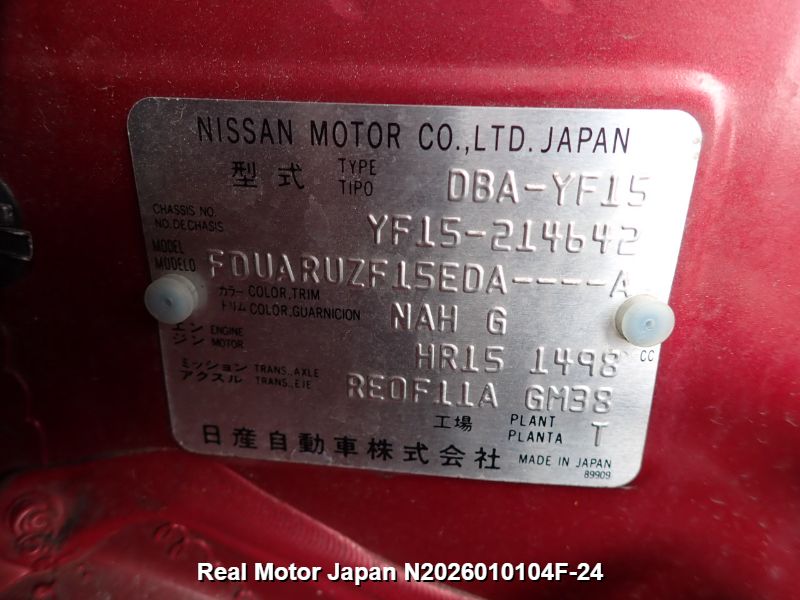 NISSAN MOTOR CO.,LTD. JAPAN
型式 TYPE TIPO DBA-YF15
CHASSIS NO. NO.DECHASIS YF15-214642
MODEL MODELO FDUARUZF15EDA----A
カラー COLOR,TRIM
トリム COLOR,GUARNICION NAH G
エンジン ENGINE MOTOR HR15 1498 CC
ミッション TRANS.,AXLE
アクスル TRANS.,EJE RE0F11A GM38
工場 PLANT PLANTA T
日産自動車株式会社 MADE IN JAPAN
89909
Real Motor Japan N2026010104F-24